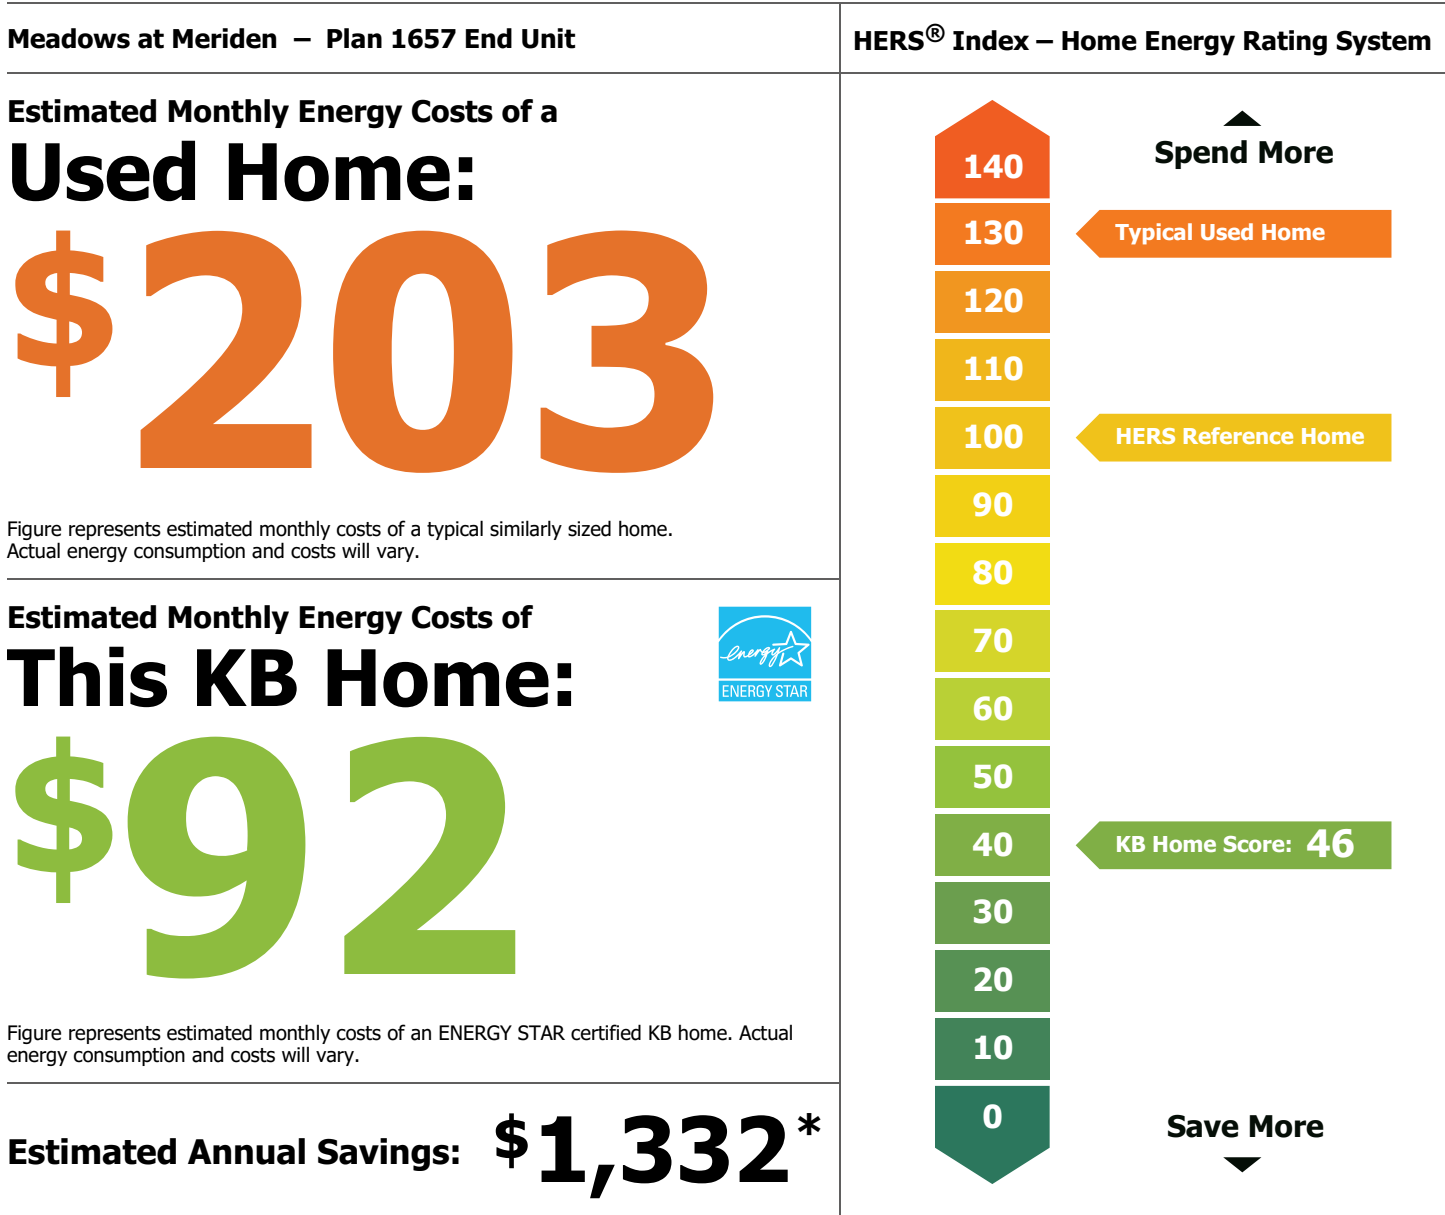 Meadows at Meriden – Plan 1657 End Unit
Estimated Monthly Energy Costs of a
Used Home:
$203
Figure represents estimated monthly costs of a typical similarly sized home.
Actual energy consumption and costs will vary.
Estimated Monthly Energy Costs of
This KB Home:
energy
ENERGY STAR
$92
Figure represents estimated monthly costs of an ENERGY STAR certified KB home. Actual
energy consumption and costs will vary.
Estimated Annual Savings: $1,332*
HERS® Index – Home Energy Rating System
Spend More
140
130 Typical Used Home
120
110
100 HERS Reference Home
90
80
70
60
50
40 KB Home Score: 46
30
20
10
0
Save More